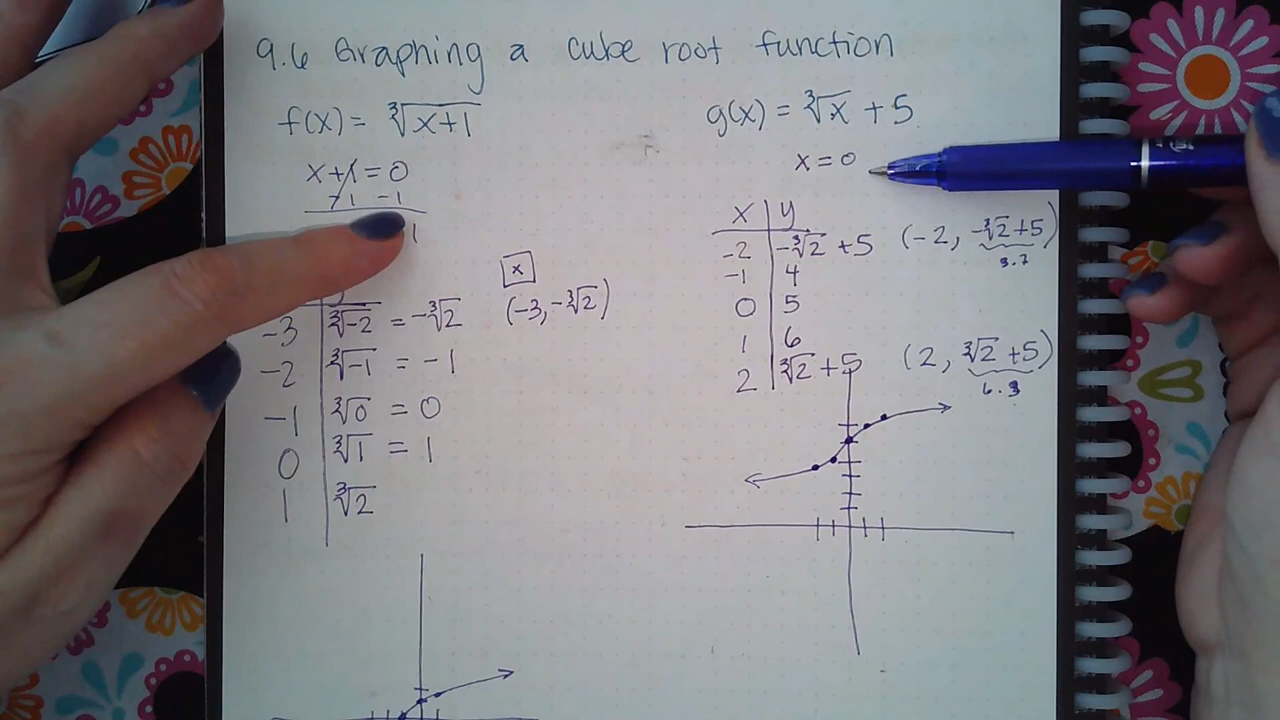 9.6 Graphing a cube root function
f(x) = ∛(x+1)
x+1 = 0
-1 -1
1
∛-2 = -∛2
-3
(-3, -∛2)
x
-2 ∛-1 = -1
-1 ∛0 = 0
0 ∛1 = 1
1 ∛2
g(x) = ∛x + 5
x = 0
x y
-2 -∛2 + 5 (-2, -∛2+5)
3.7
-1 4
0 5
1 6
2 ∛2 + 5 (2, ∛2 + 5)
6.3